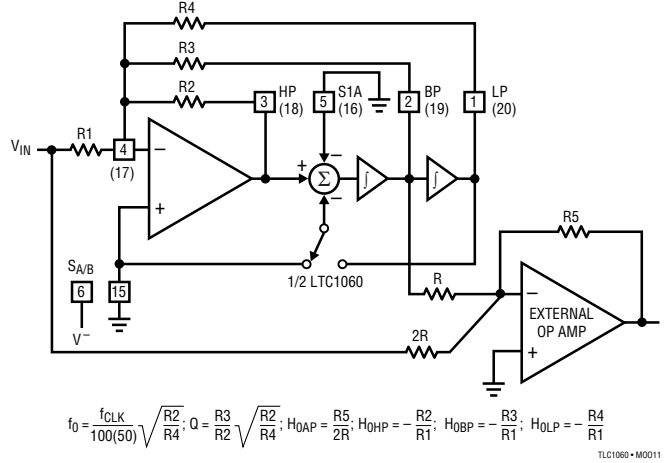 R4
R3
R2
HP
S1A
BP
LP
3
5
2
1
(18)
(16)
(19)
(20)
R1
VIN
4
−
(17)
+
+
−
Σ
−
∫
∫
R5
SA/B
6
15
V−
1/2 LTC1060
R
2R
−
EXTERNAL
OP AMP
+
f0 = fCLK/100(50) √(R2/R4); Q = R3/R2 √(R2/R4); H0AP = R5/2R; H0HP = − R2/R1; H0BP = − R3/R1; H0LP = − R4/R1
TLC1060 • M0011